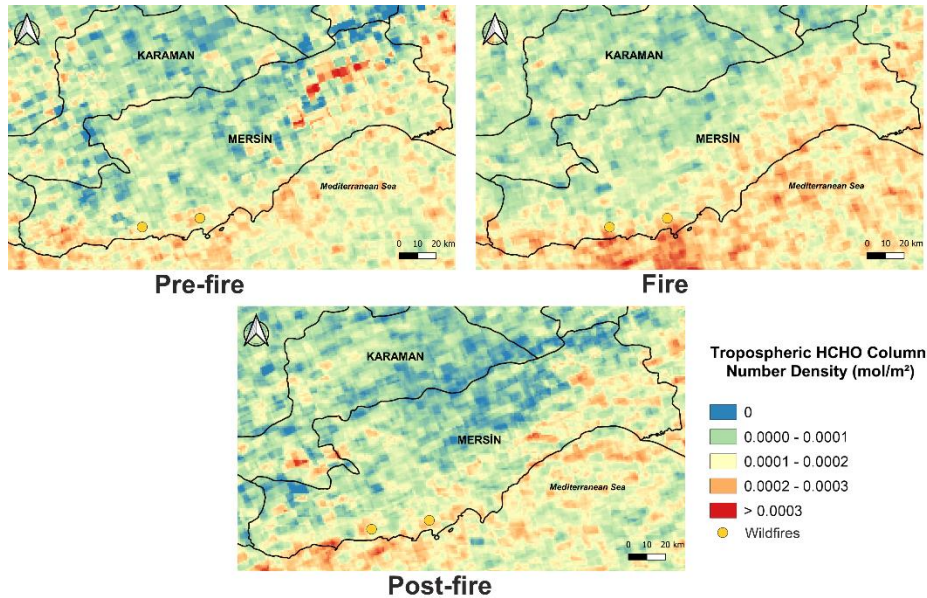 KARAMAN
MERSİN
Mediterranean Sea
0 10 20 km
Pre-fire
KARAMAN
MERSİN
Mediterranean Sea
0 10 20 km
Fire
KARAMAN
MERSİN
Mediterranean Sea
0 10 20 km
Post-fire
Tropospheric HCHO Column
Number Density (mol/m²)
0
0.0000 - 0.0001
0.0001 - 0.0002
0.0002 - 0.0003
> 0.0003
Wildfires